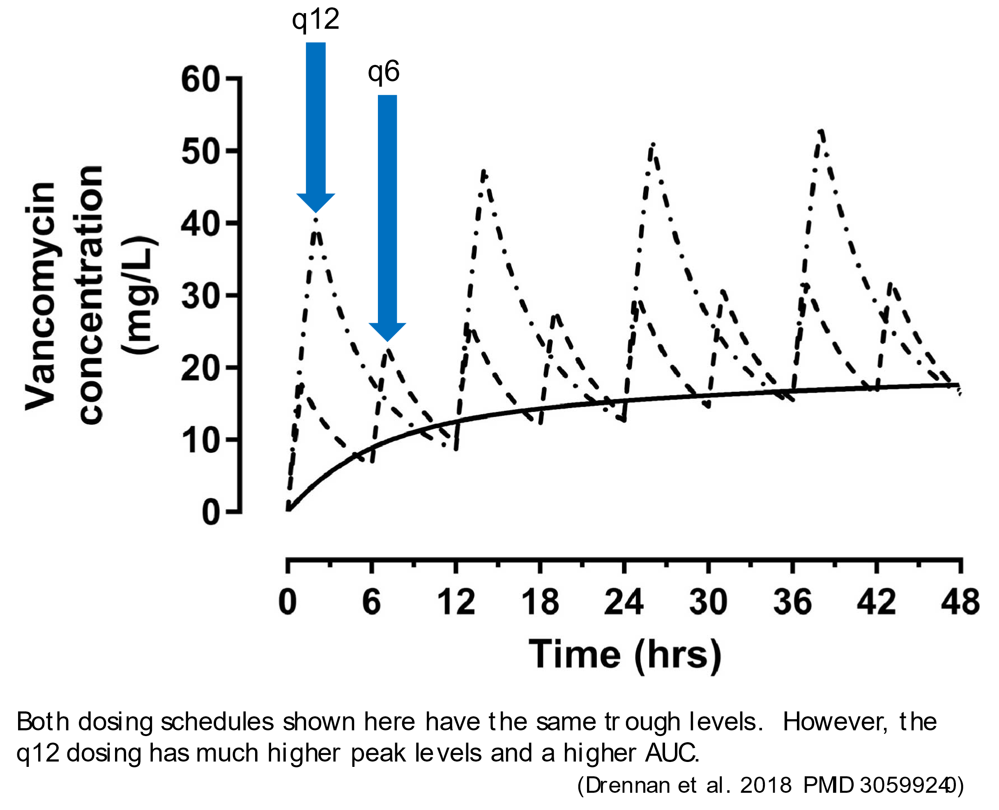 q12
q6
60
50
40
30
20
10
0
Vancomycin
concentration
(mg/L)
0 6 12 18 24 30 36 42 48
Time (hrs)
Both dosing schedules shown here have the same trough levels. However, the
q12 dosing has much higher peak levels and a higher AUC.
(Drennan et al. 2018 PMID 30599240)